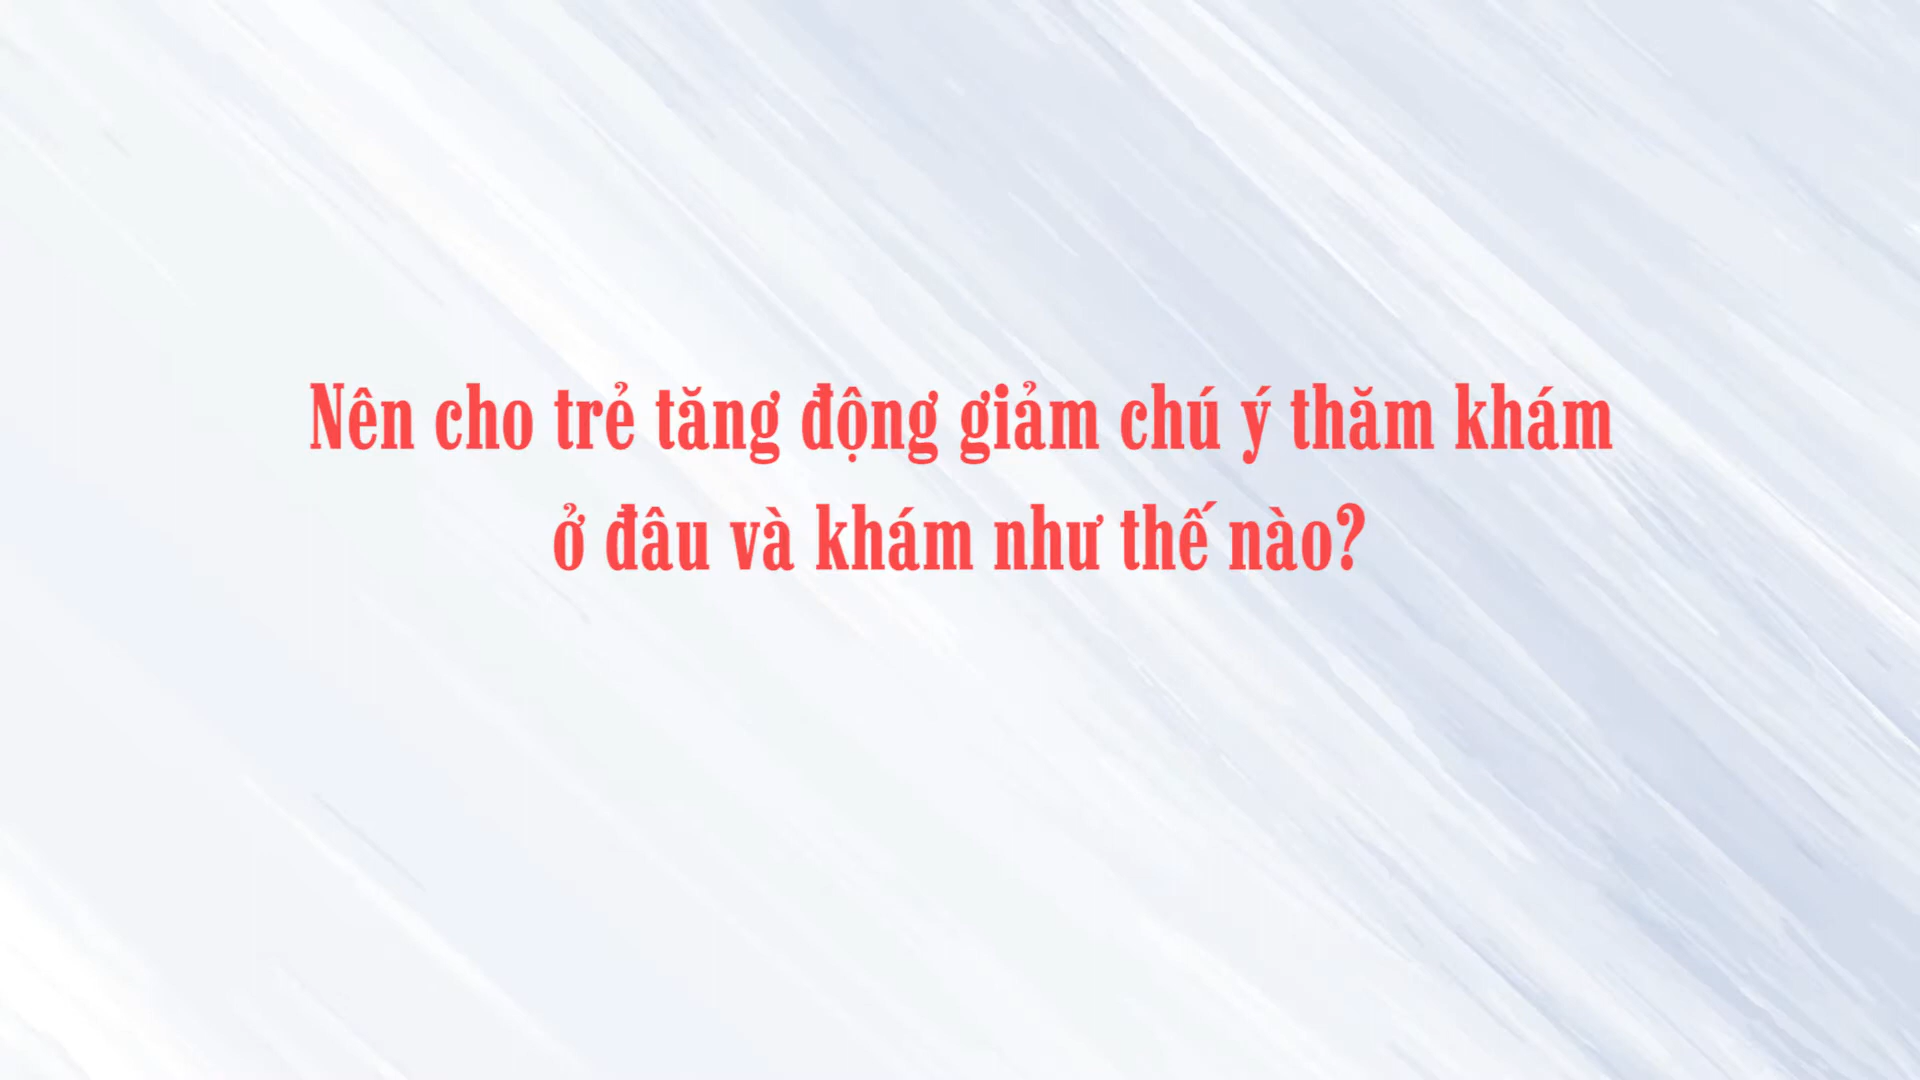 Nên cho trẻ tăng động giảm chú ý thăm khám
ở đâu và khám như thế nào?